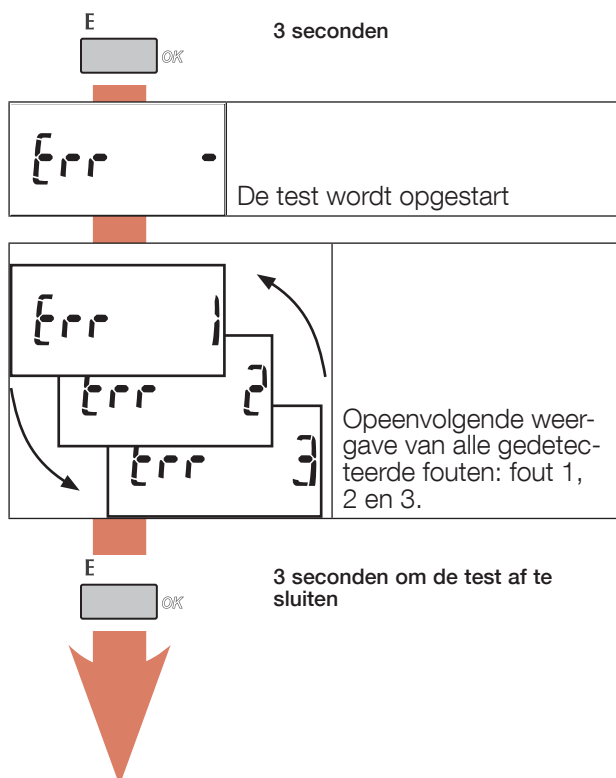 E
3 seconden
OK
Err -
De test wordt opgestart
Err 1
Err 2
Err 3
Opeenvolgende weer-
gave van alle gedetec-
teerde fouten: fout 1,
2 en 3.
E
3 seconden om de test af te
OK
sluiten